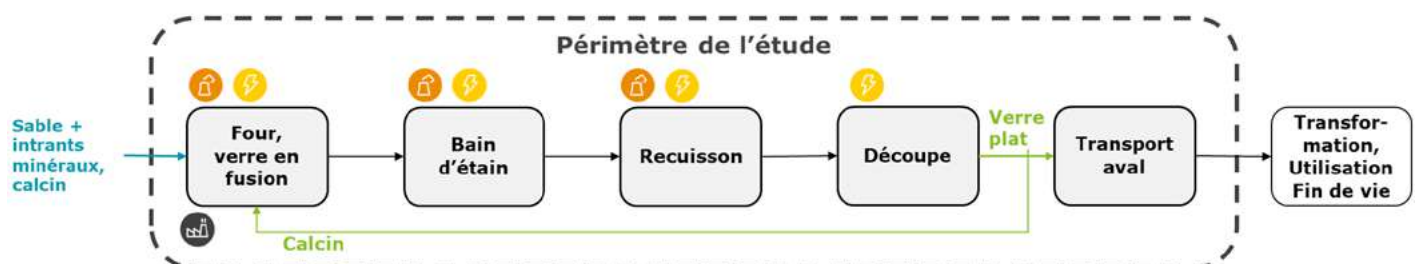 Périmètre de l'étude
Sable +
intrants
minéraux,
calcin
Four,
verre en
fusion
Bain
d'étain
Recuisson
Découpe
Verre
plat
Transport
aval
Transfor-
mation,
Utilisation
Fin de vie
Calcin